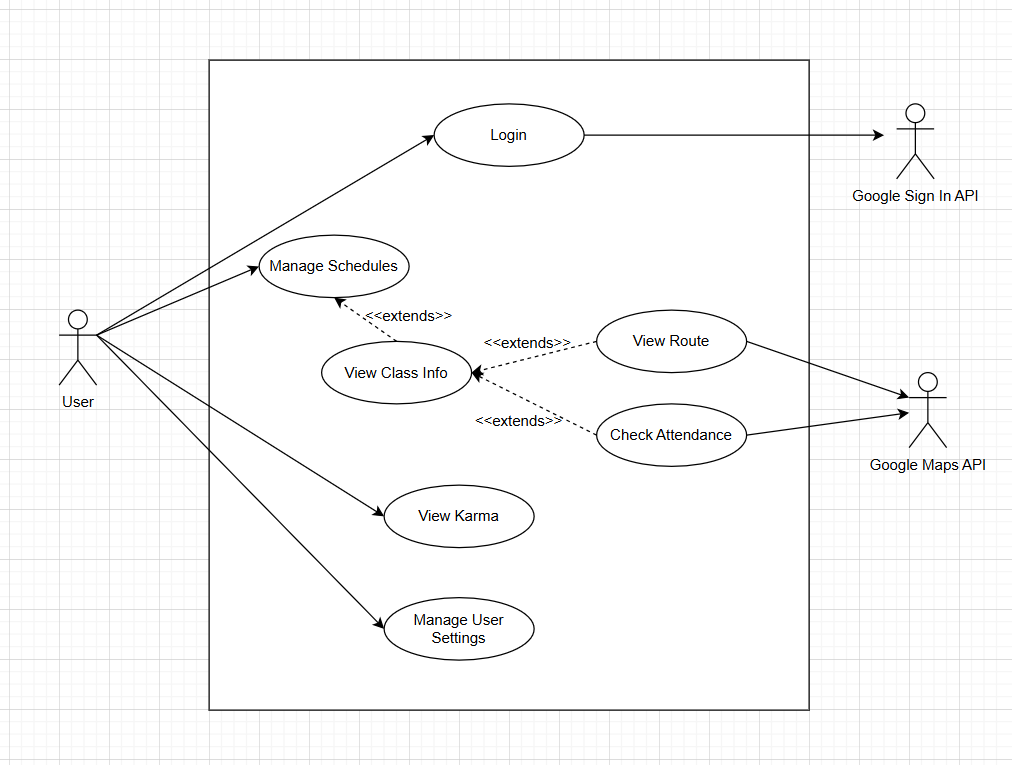 Login
Google Sign In API
Manage Schedules
<<extends>>
View Route
<<extends>>
View Class Info
User
<<extends>>
Check Attendance
Google Maps API
View Karma
Manage User
Settings